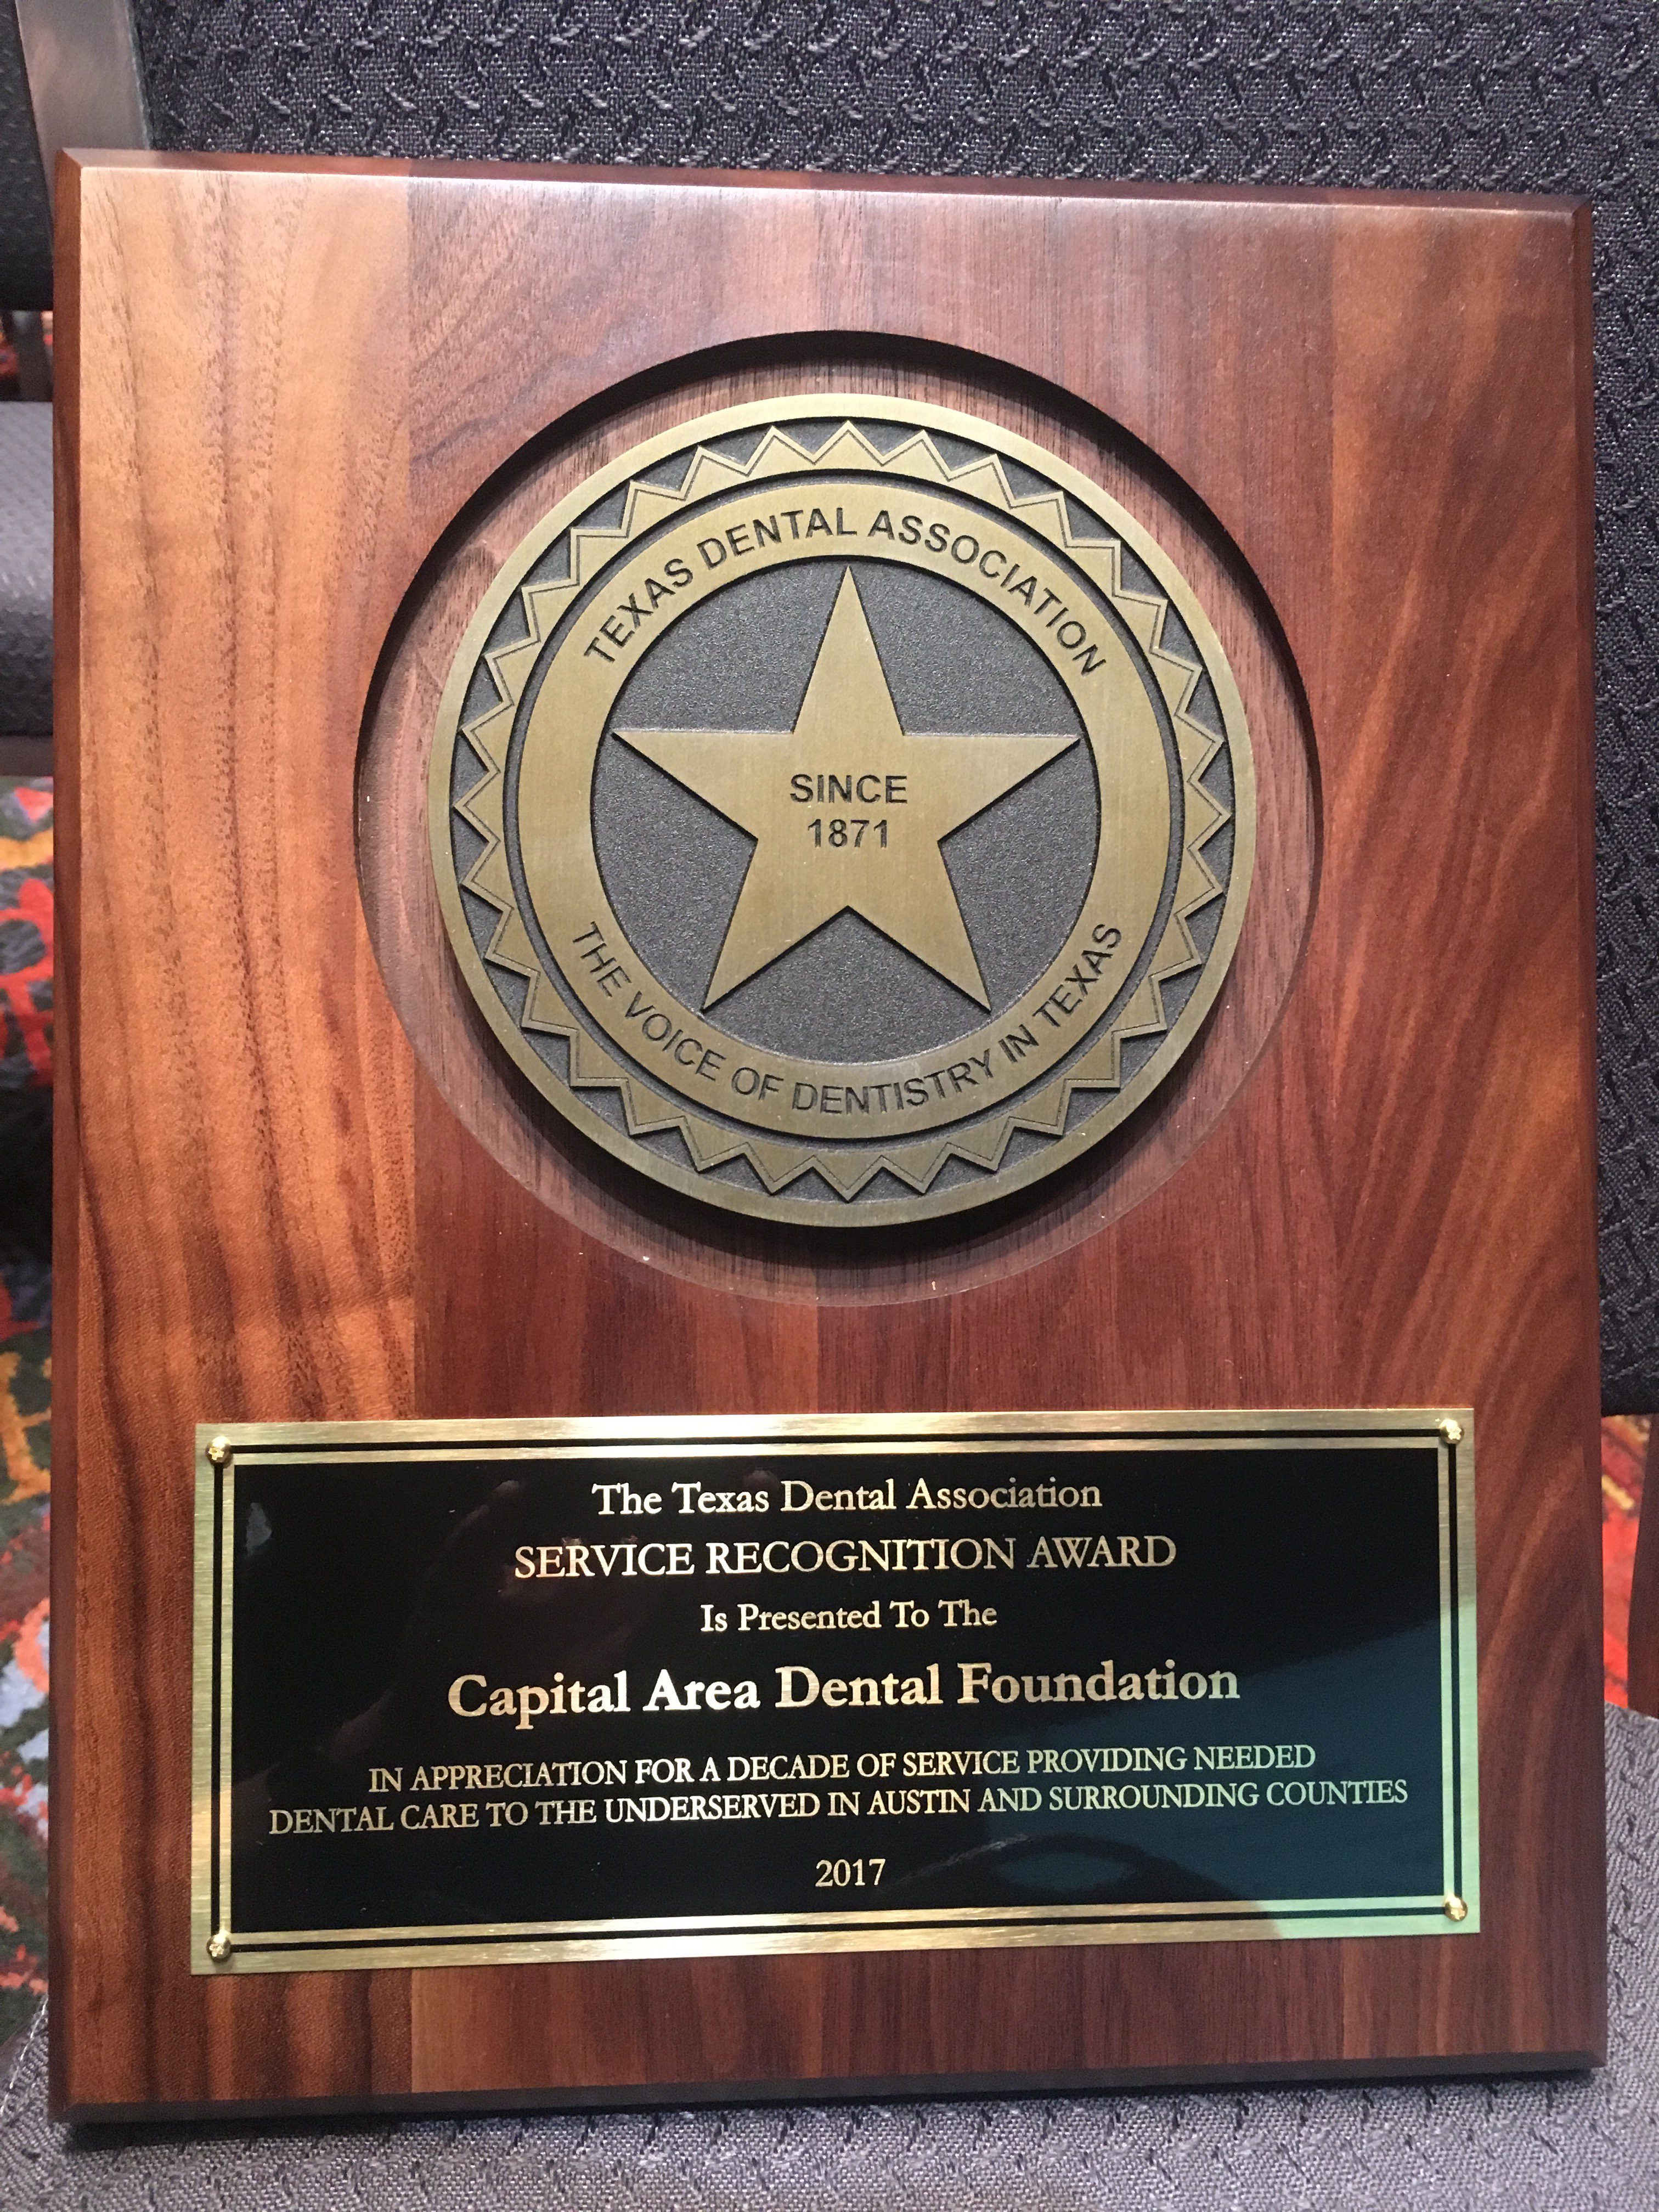 TEXAS DENTAL ASSOCIATION
SINCE
1871
THE VOICE OF DENTISTRY IN TEXAS
The Texas Dental Association
SERVICE RECOGNITION AWARD
Is Presented To The
Capital Area Dental Foundation
IN APPRECIATION FOR A DECADE OF SERVICE PROVIDING NEEDED
DENTAL CARE TO THE UNDERSERVED IN AUSTIN AND SURROUNDING COUNTIES
2017